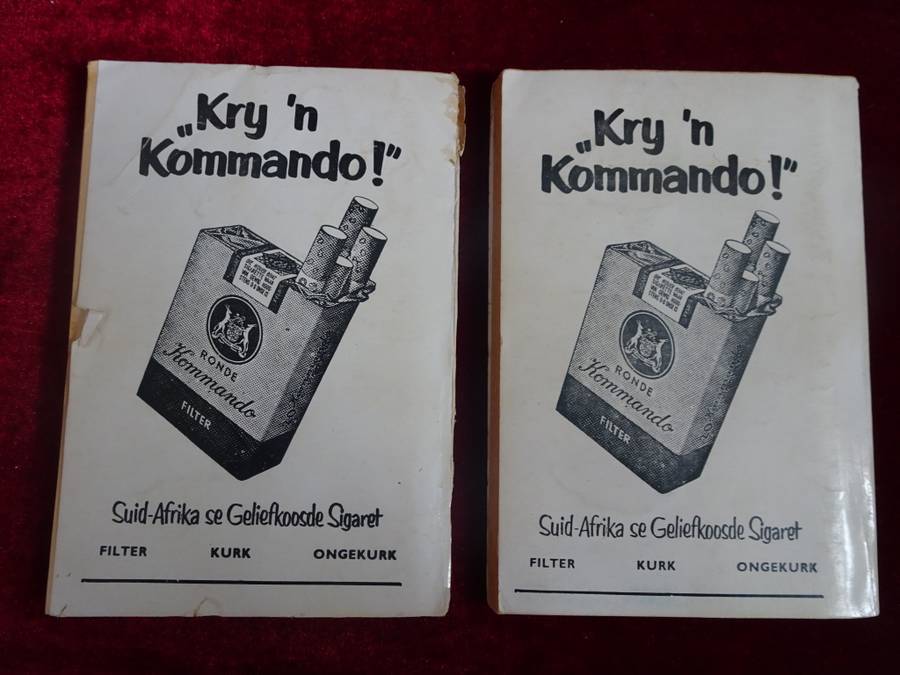 „Kry 'n
Kommando!”
RONDE
Kommando
FILTER
Suid-Afrika se Geliefkoosde Sigaret
FILTER KURK ONGEKURK
„Kry 'n
Kommando!”
RONDE
Kommando
FILTER
Suid-Afrika se Geliefkoosde Sigaret
FILTER KURK ONGEKURK